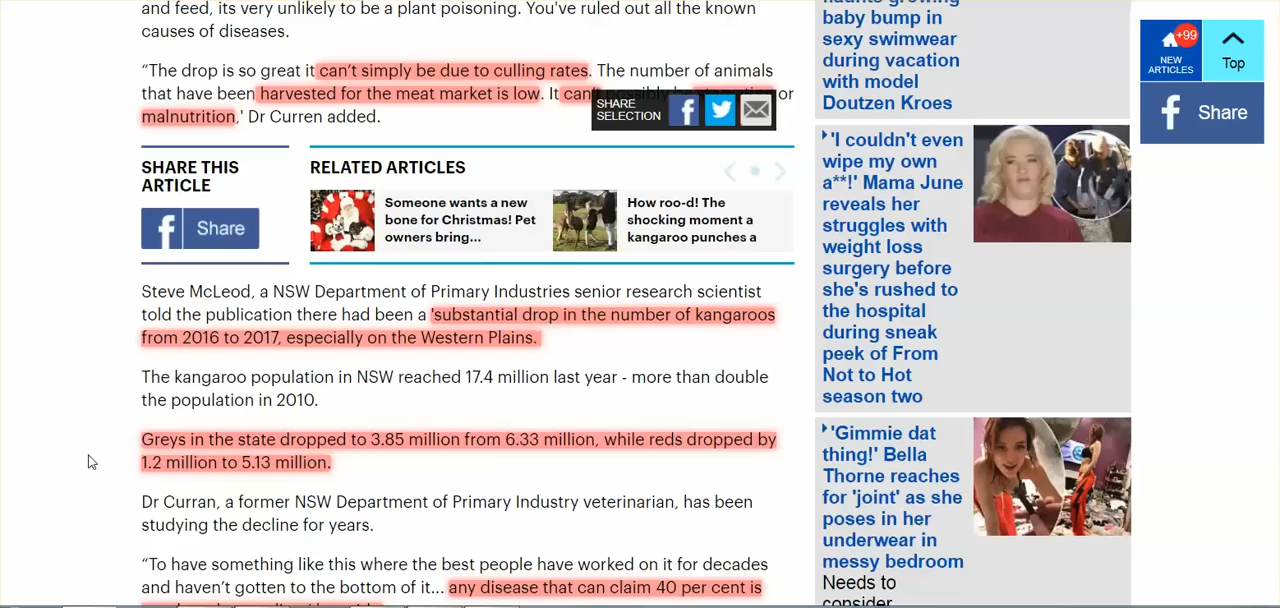 and feed, its very unlikely to be a plant poisoning. You've ruled out all the known
causes of diseases.
“The drop is so great it can’t simply be due to culling rates. The number of animals
that have been harvested for the meat market is low. It can’t possibly be or
malnutrition,' Dr Curren added.
SHARE
SELECTION
SHARE THIS
ARTICLE
Share
RELATED ARTICLES
Someone wants a new
bone for Christmas! Pet
owners bring...
How roo-d! The
shocking moment a
kangaroo punches a
Steve McLeod, a NSW Department of Primary Industries senior research scientist
told the publication there had been a 'substantial drop in the number of kangaroos
from 2016 to 2017, especially on the Western Plains.
The kangaroo population in NSW reached 17.4 million last year - more than double
the population in 2010.
Greys in the state dropped to 3.85 million from 6.33 million, while reds dropped by
1.2 million to 5.13 million.
Dr Curran, a former NSW Department of Primary Industry veterinarian, has been
studying the decline for years.
“To have something like this where the best people have worked on it for decades
and haven’t gotten to the bottom of it... any disease that can claim 40 per cent is
baby bump in
sexy swimwear
during vacation
with model
Doutzen Kroes
'I couldn't even
wipe my own
a**!' Mama June
reveals her
struggles with
weight loss
surgery before
she's rushed to
the hospital
during sneak
peek of From
Not to Hot
season two
'Gimmie dat
thing!' Bella
Thorne reaches
for 'joint' as she
poses in her
underwear in
messy bedroom
Needs to
consider
+99
NEW
ARTICLES
Top
Share